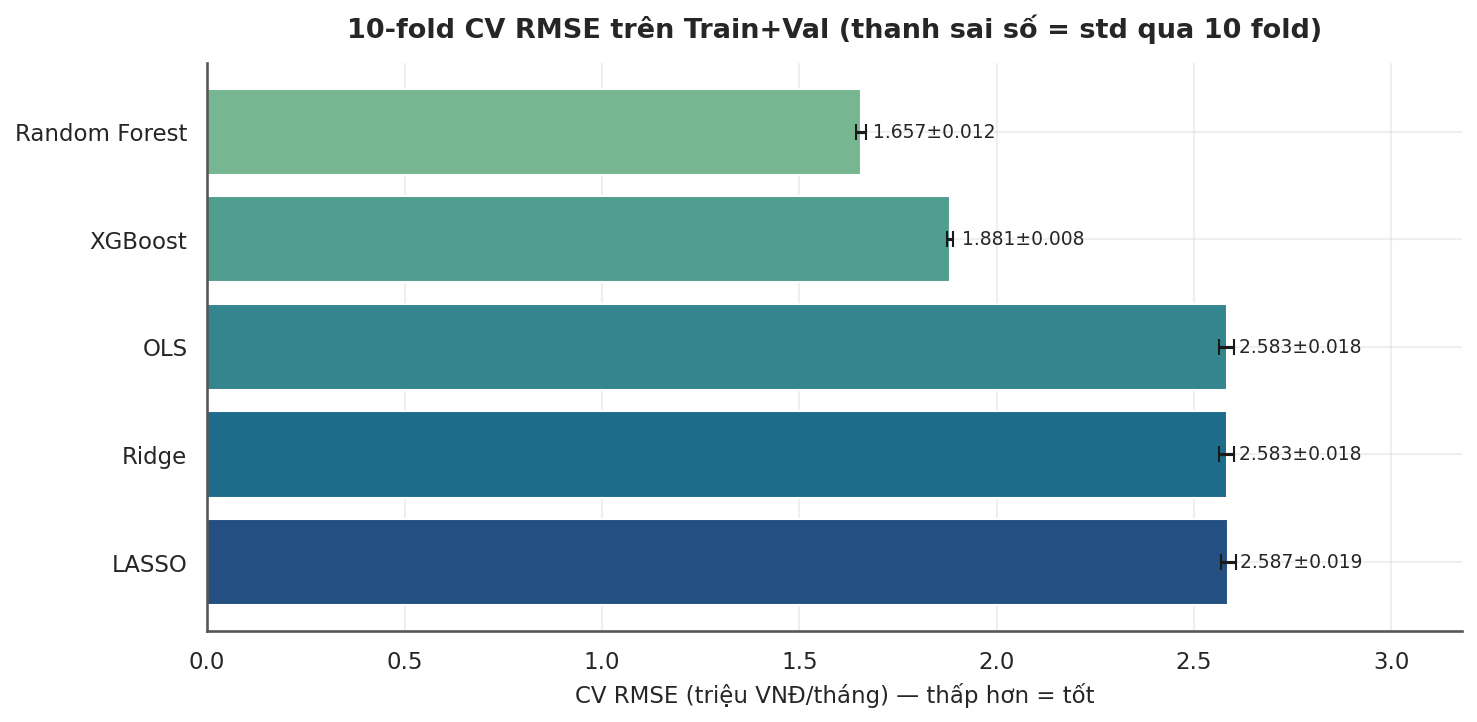 10-fold CV RMSE trên Train+Val (thanh sai số = std qua 10 fold)
Random Forest
1.657±0.012
XGBoost
1.881±0.008
OLS
2.583±0.018
Ridge
2.583±0.018
LASSO
2.587±0.019
0.0 0.5 1.0 1.5 2.0 2.5 3.0
CV RMSE (triệu VNĐ/tháng) — thấp hơn = tốt